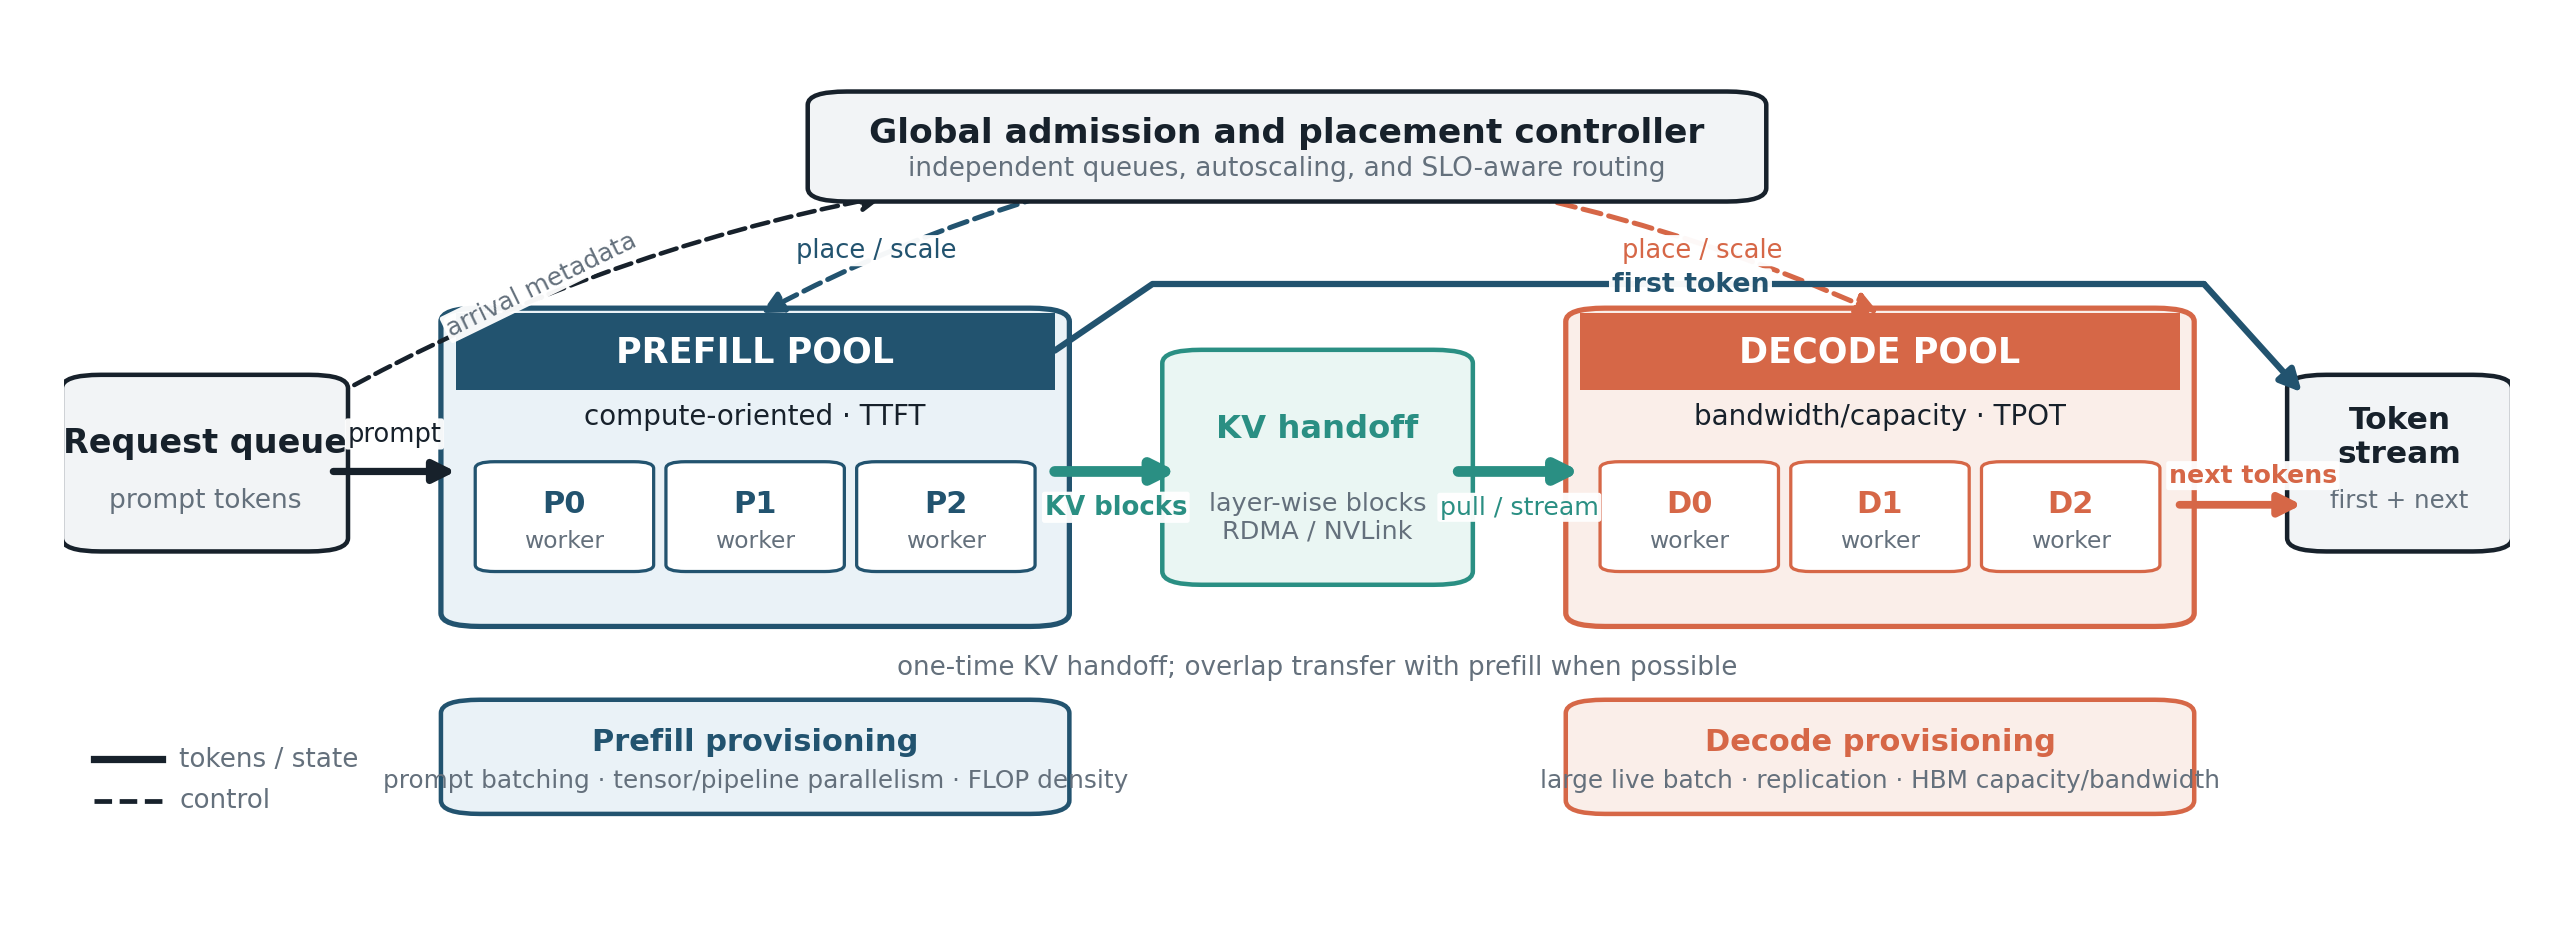 Global admission and placement controller
independent queues, autoscaling, and SLO-aware routing
arrival metadata
place / scale
place / scale
first token
PREFILL POOL
compute-oriented · TTFT
P0
worker
P1
worker
P2
worker
Request queue
prompt tokens
prompt
KV handoff
layer-wise blocks
RDMA / NVLink
KV blocks
pull / stream
DECODE POOL
bandwidth/capacity · TPOT
D0
worker
D1
worker
D2
worker
next tokens
Token
stream
first + next
one-time KV handoff; overlap transfer with prefill when possible
Prefill provisioning
prompt batching · tensor/pipeline parallelism · FLOP density
Decode provisioning
large live batch · replication · HBM capacity/bandwidth
tokens / state
control